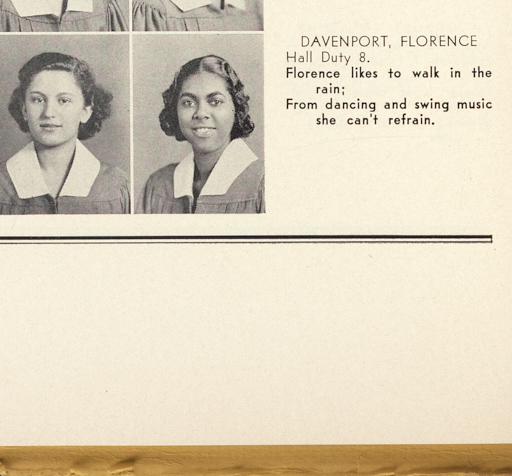 DAVENPORT, FLORENCE
Hall Duty 8.
Florence likes to walk in the
rain;
From dancing and swing music
she can't refrain.